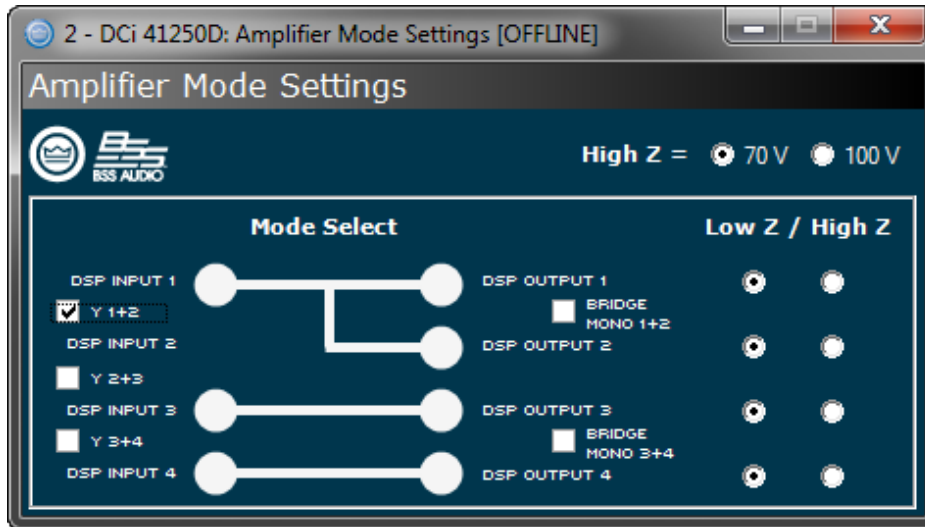 2 - DCi 41250D: Amplifier Mode Settings [OFFLINE]
Amplifier Mode Settings
BSS AUDIO
High Z = 70 V 100 V
Mode Select Low Z / High Z
DSP INPUT 1 DSP OUTPUT 1
Y 1+2 BRIDGE
MONO 1+2
DSP INPUT 2 DSP OUTPUT 2
Y 2+3
DSP INPUT 3 DSP OUTPUT 3
Y 3+4 BRIDGE
MONO 3+4
DSP INPUT 4 DSP OUTPUT 4